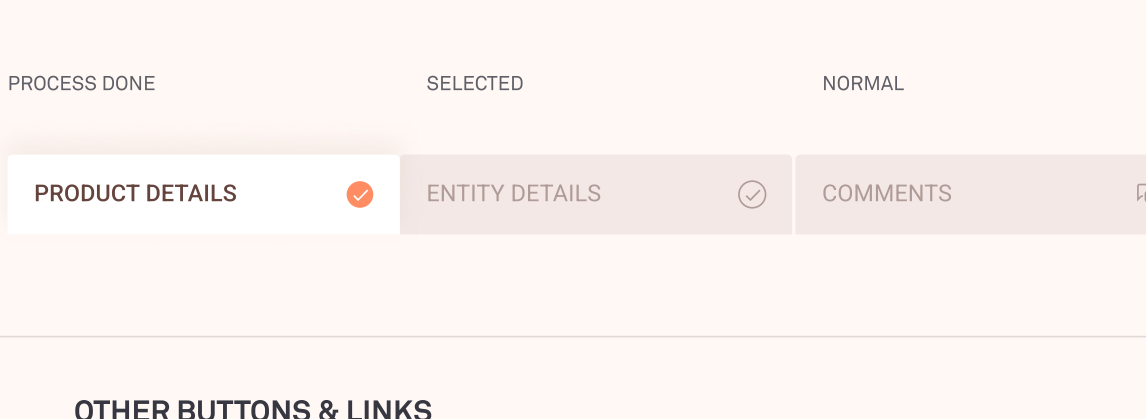 PROCESS DONE
SELECTED
NORMAL
PRODUCT DETAILS
ENTITY DETAILS
COMMENTS
OTHER BUTTONS & LINKS